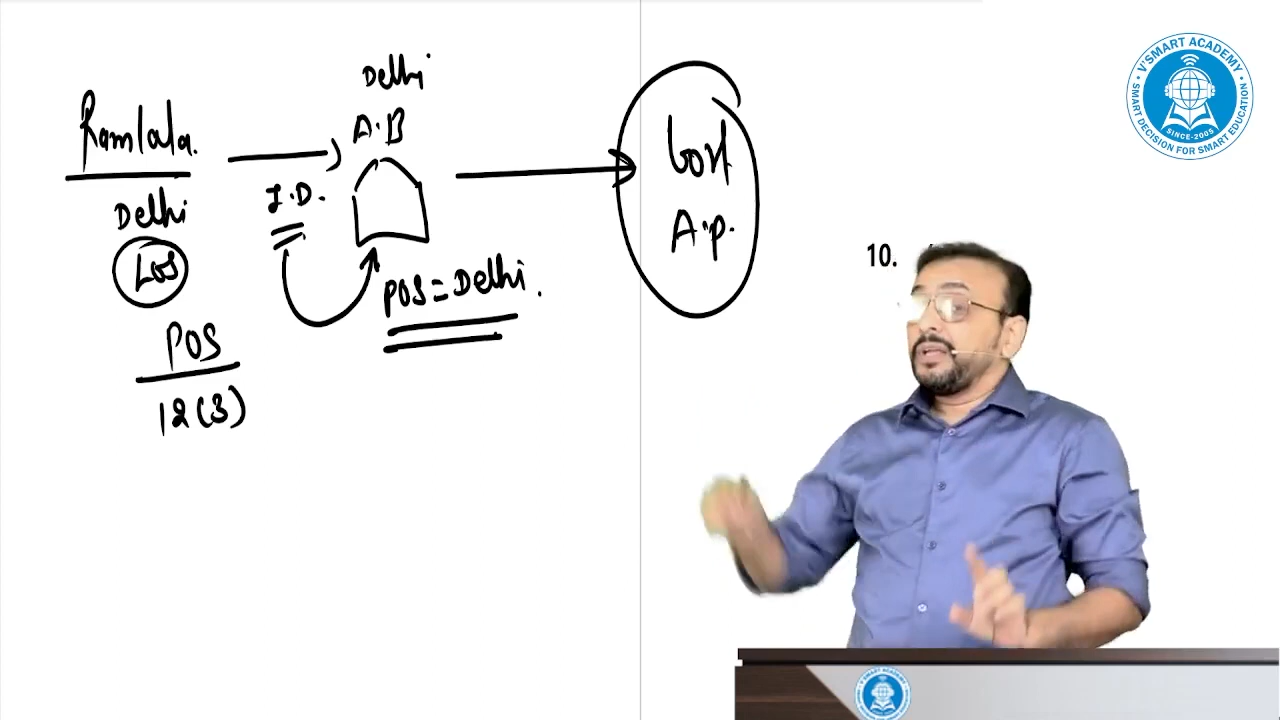 Ramlala.
Delhi
LOS
POS
12(3)
I.D.
Delhi
A.B
POS = Delhi.
Govt
A.P.
10.
V'SMART ACADEMY
SINCE-2005
SMART DECISION FOR SMART EDUCATION